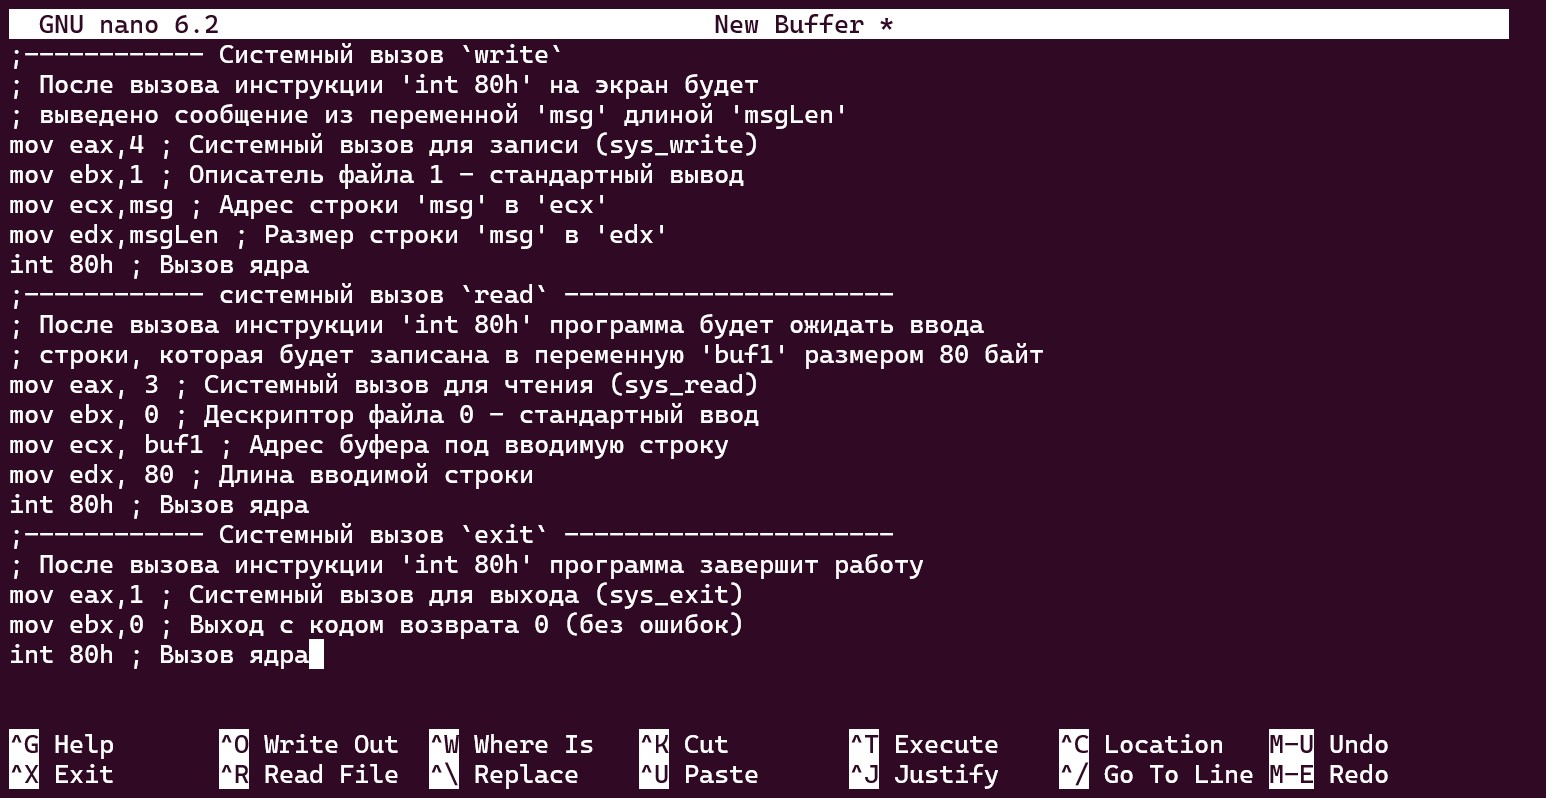 GNU nano 6.2 New Buffer *
;------------ Системный вызов `write`
; После вызова инструкции 'int 80h' на экран будет
; выведено сообщение из переменной 'msg' длиной 'msgLen'
mov eax,4 ; Системный вызов для записи (sys_write)
mov ebx,1 ; Описатель файла 1 - стандартный вывод
mov ecx,msg ; Адрес строки 'msg' в 'ecx'
mov edx,msgLen ; Размер строки 'msg' в 'edx'
int 80h ; Вызов ядра
;------------ системный вызов `read` ----------------------
; После вызова инструкции 'int 80h' программа будет ожидать ввода
; строки, которая будет записана в переменную 'buf1' размером 80 байт
mov eax, 3 ; Системный вызов для чтения (sys_read)
mov ebx, 0 ; Дескриптор файла 0 - стандартный ввод
mov ecx, buf1 ; Адрес буфера под вводимую строку
mov edx, 80 ; Длина вводимой строки
int 80h ; Вызов ядра
;------------ Системный вызов `exit` ----------------------
; После вызова инструкции 'int 80h' программа завершит работу
mov eax,1 ; Системный вызов для выхода (sys_exit)
mov ebx,0 ; Выход с кодом возврата 0 (без ошибок)
int 80h ; Вызов ядра
^G Help ^O Write Out ^W Where Is ^K Cut ^T Execute ^C Location M-U Undo
^X Exit ^R Read File ^\ Replace ^U Paste ^J Justify ^/ Go To Line M-E Redo